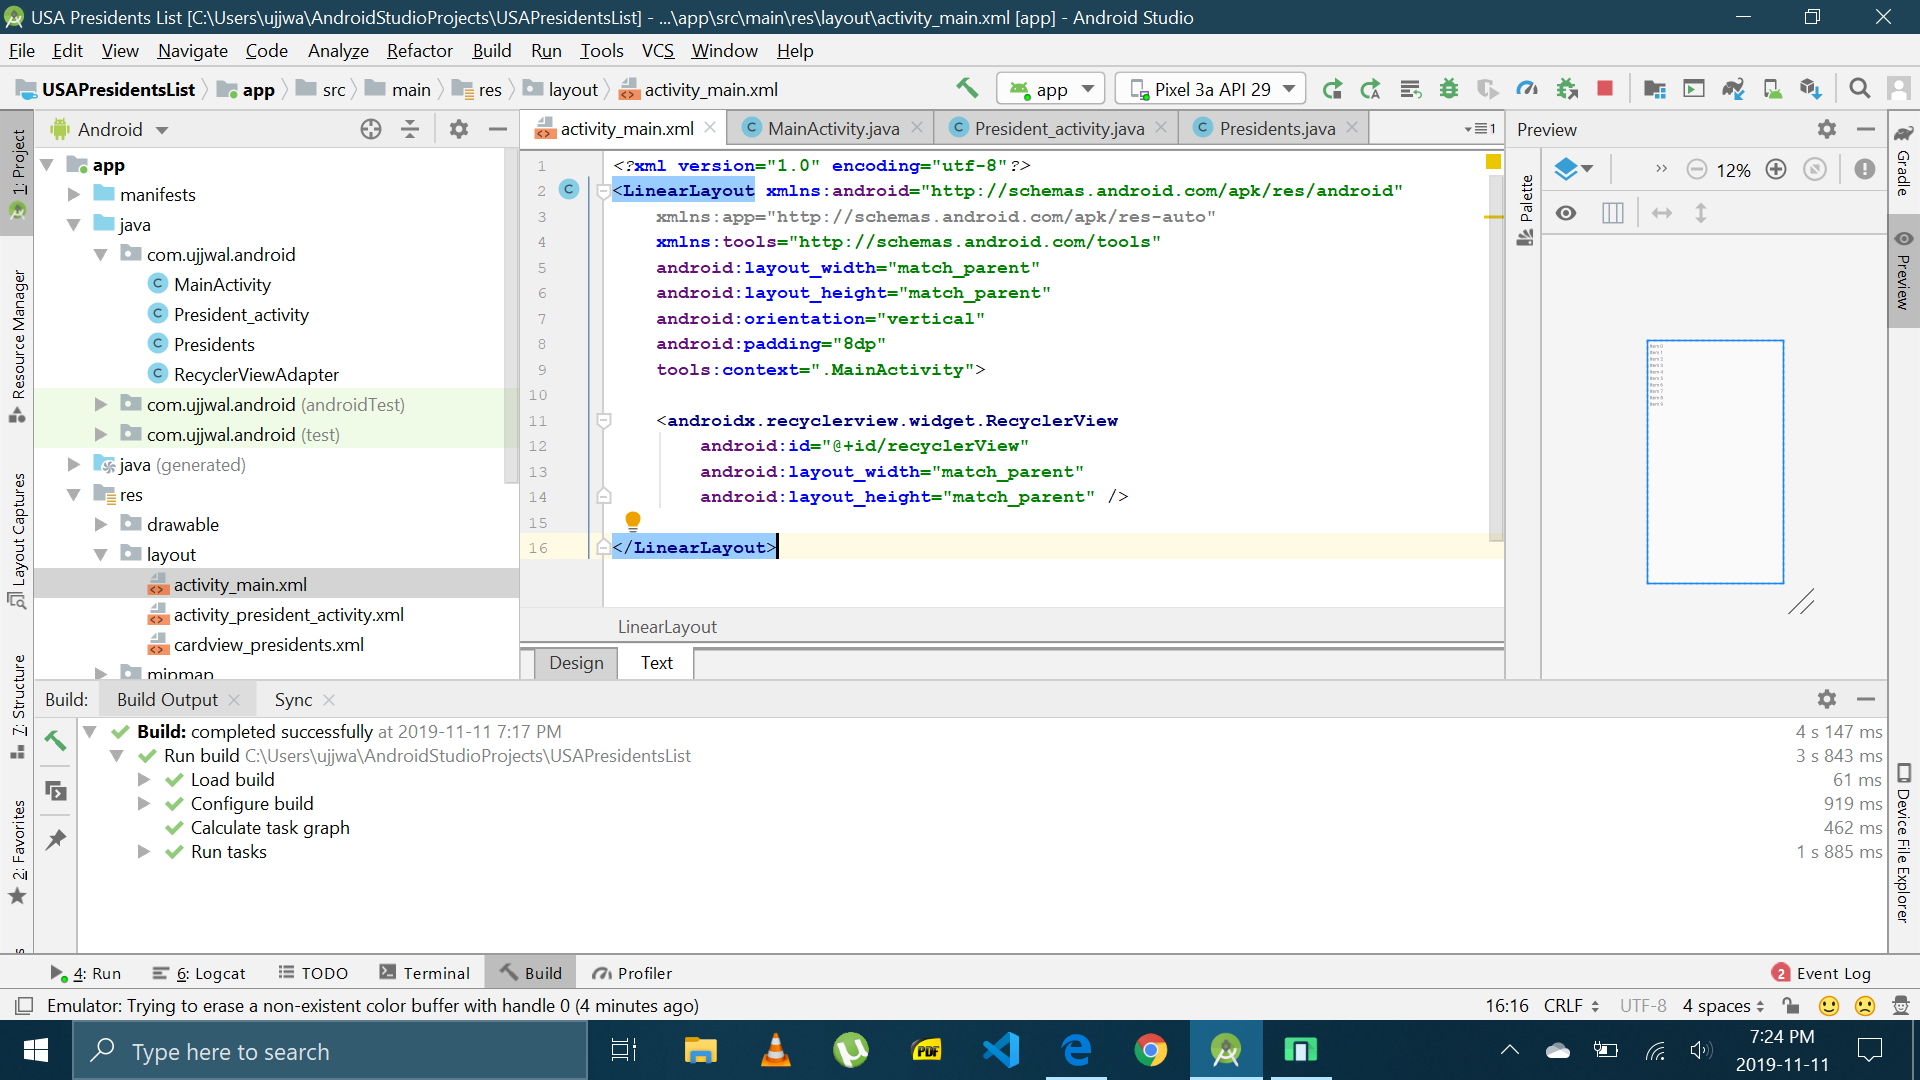 USA Presidents List [C:\Users\ujjwa\AndroidStudioProjects\USAPresidentsList] - ...\app\src\main\res\layout\activity_main.xml [app] - Android Studio
File Edit View Navigate Code Analyze Refactor Build Run Tools VCS Window Help
USAPresidentsList app src main res layout activity_main.xml app Pixel 3a API 29
1: Project
Resource Manager
Layout Captures
7: Structure
2: Favorites
Android
app
manifests
java
com.ujjwal.android
MainActivity
President_activity
Presidents
RecyclerViewAdapter
com.ujjwal.android (androidTest)
com.ujjwal.android (test)
java (generated)
res
drawable
layout
activity_main.xml
activity_president_activity.xml
cardview_presidents.xml
mipmap
activity_main.xml MainActivity.java President_activity.java Presidents.java 1
1 <?xml version="1.0" encoding="utf-8"?>
2 <LinearLayout xmlns:android="http://schemas.android.com/apk/res/android"
3 xmlns:app="http://schemas.android.com/apk/res-auto"
4 xmlns:tools="http://schemas.android.com/tools"
5 android:layout_width="match_parent"
6 android:layout_height="match_parent"
7 android:orientation="vertical"
8 android:padding="8dp"
9 tools:context=".MainActivity">
10
11 <androidx.recyclerview.widget.RecyclerView
12 android:id="@+id/recyclerView"
13 android:layout_width="match_parent"
14 android:layout_height="match_parent" />
15
16 </LinearLayout>
LinearLayout
Design Text
Preview
Palette
12%
Gradle
Preview
Device File Explorer
Build: Build Output Sync
Build: completed successfully at 2019-11-11 7:17 PM 4 s 147 ms
Run build C:\Users\ujjwa\AndroidStudioProjects\USAPresidentsList 3 s 843 ms
Load build 61 ms
Configure build 919 ms
Calculate task graph 462 ms
Run tasks 1 s 885 ms
4: Run 6: Logcat TODO Terminal Build Profiler 2 Event Log
Emulator: Trying to erase a non-existent color buffer with handle 0 (4 minutes ago) 16:16 CRLF UTF-8 4 spaces
Type here to search
PDF
7:24 PM
2019-11-11